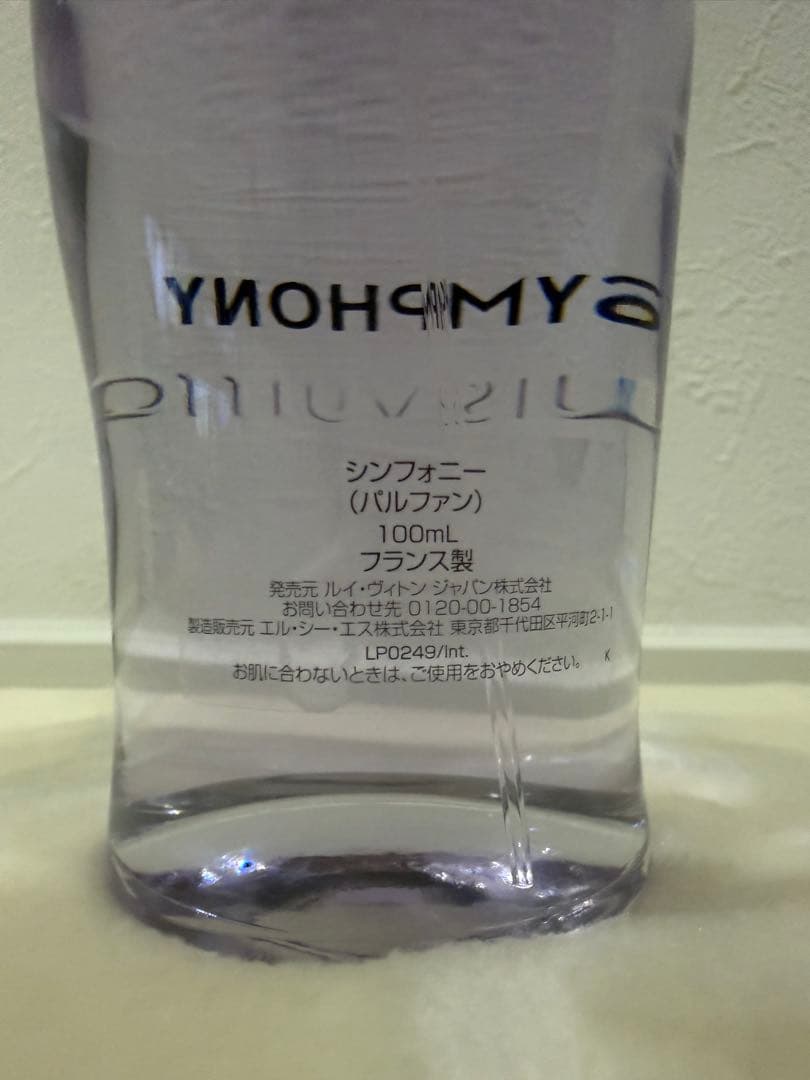 SYMPHONY
LOUIS VUITTON
シンフォニー
（パルファン）
100mL
フランス製
発売元 ルイ・ヴィトン ジャパン株式会社
お問い合わせ先 0120-00-1854
製造販売元 エル・シー・エス株式会社 東京都千代田区平河町2-1-1
LP0249/Int.
K
お肌に合わないときは、ご使用をおやめください。